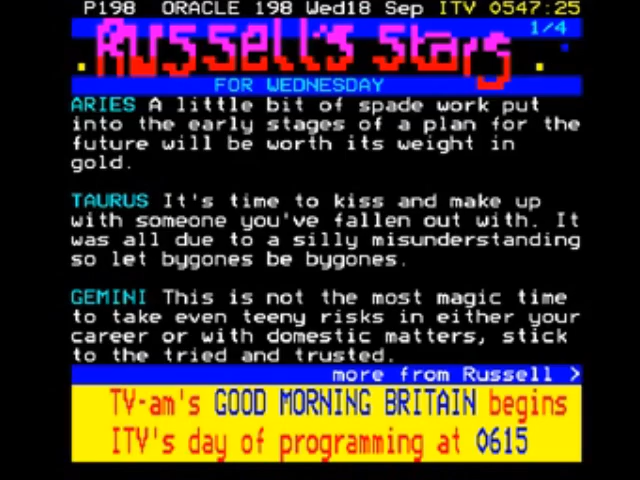 P198 ORACLE 198 Wed18 Sep ITV 0547:25
1/4
Russell's Stars
FOR WEDNESDAY
ARIES A little bit of spade work put
into the early stages of a plan for the
future will be worth its weight in
gold.
TAURUS It's time to kiss and make up
with someone you've fallen out with. It
was all due to a silly misunderstanding
so let bygones be bygones.
GEMINI This is not the most magic time
to take even teeny risks in either your
career or with domestic matters, stick
to the tried and trusted.
more from Russell >
TV-am's GOOD MORNING BRITAIN begins
ITV's day of programming at 0615